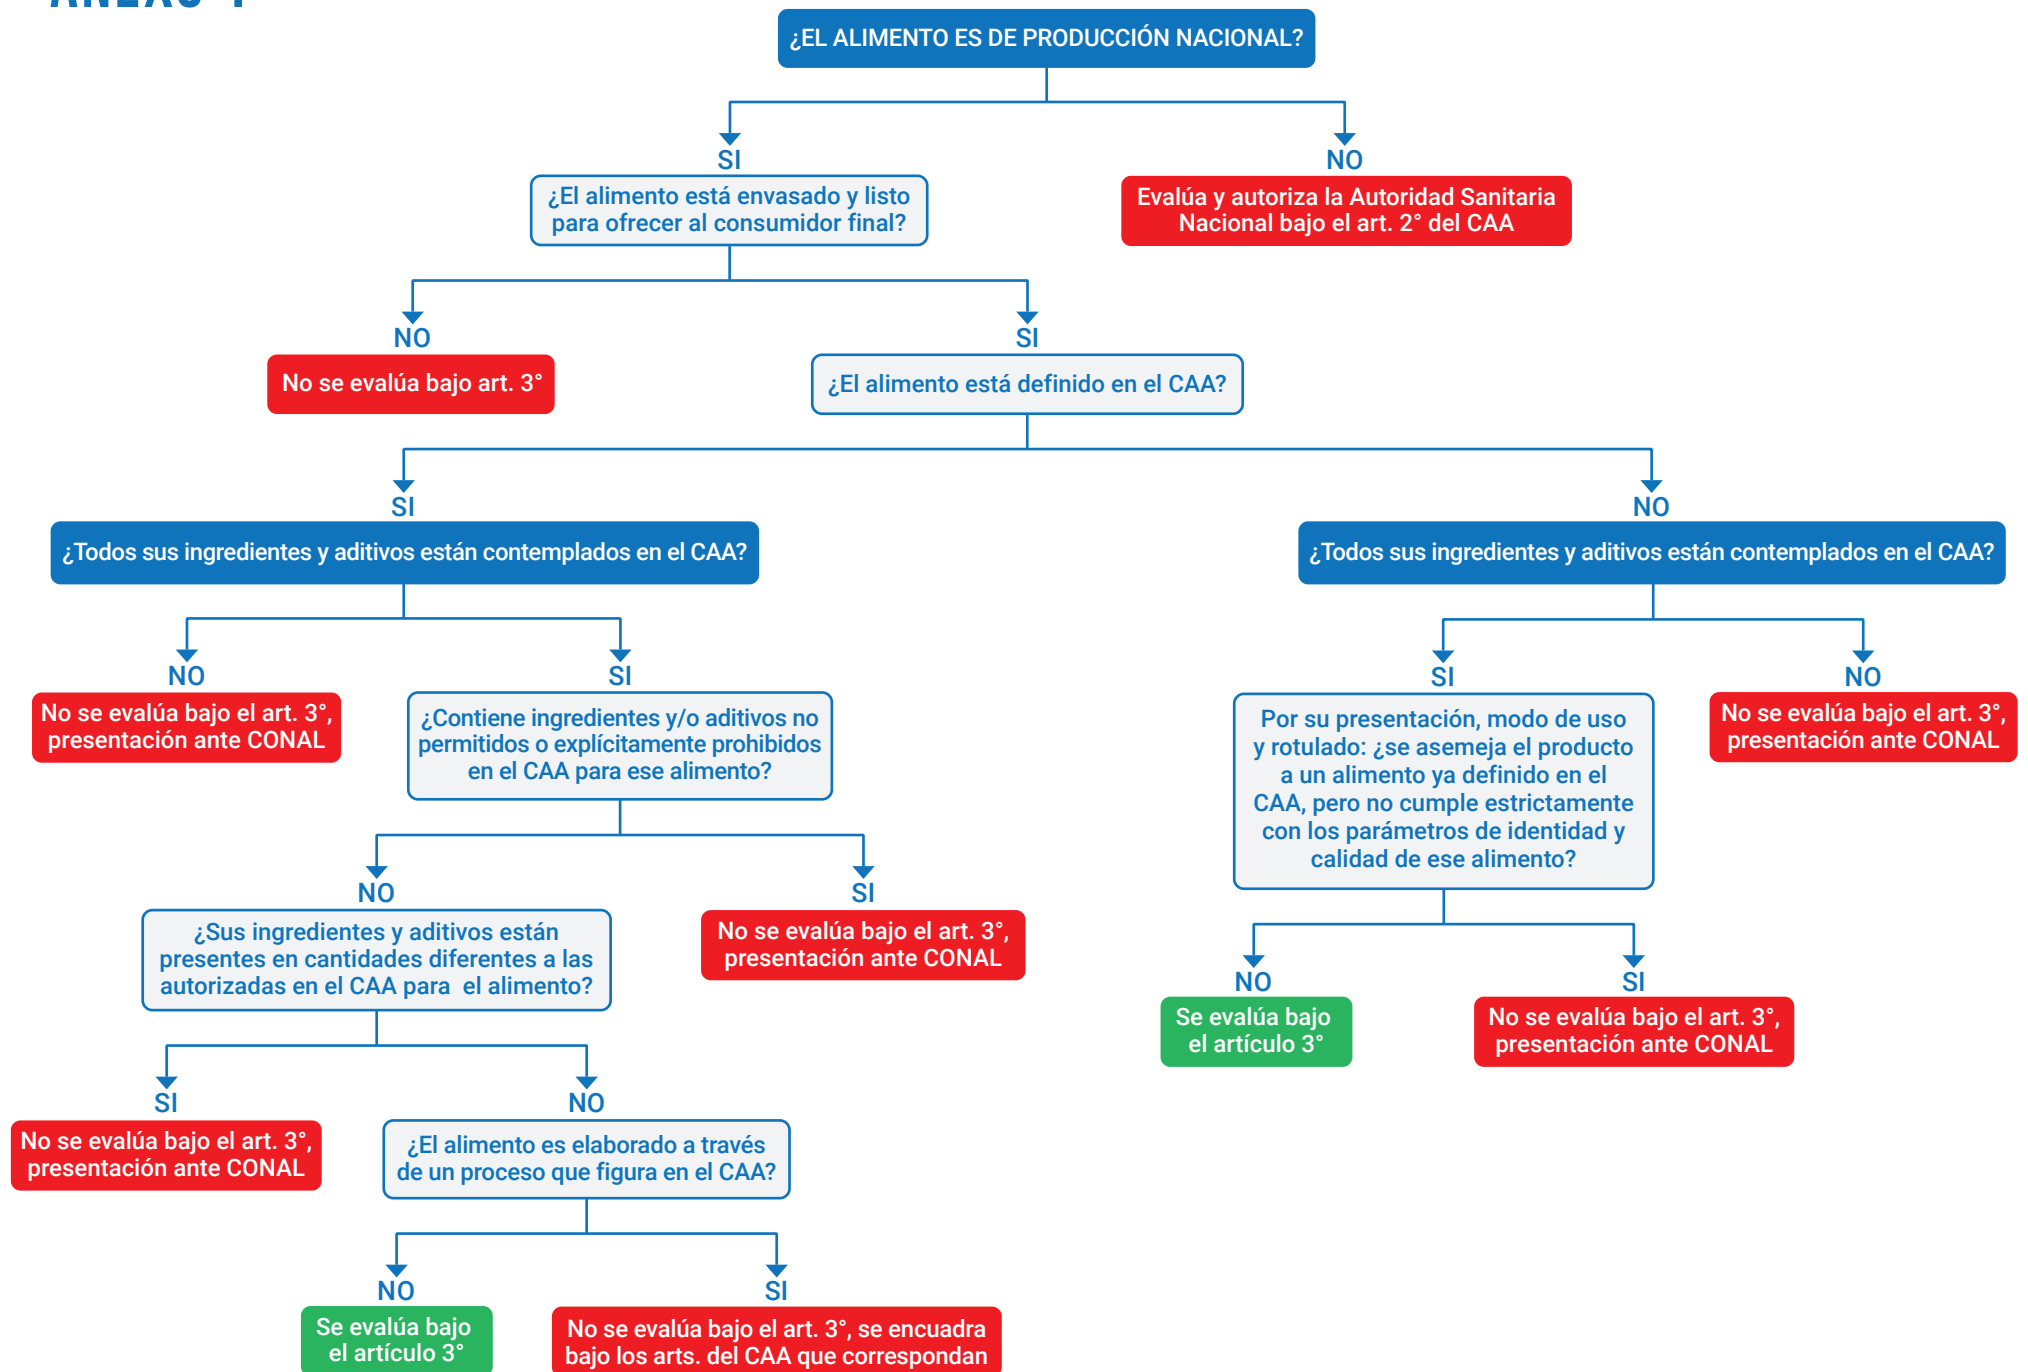 ¿EL ALIMENTO ES DE PRODUCCIÓN NACIONAL?
SI
NO
¿El alimento está envasado y listo
para ofrecer al consumidor final?
Evalúa y autoriza la Autoridad Sanitaria
Nacional bajo el art. 2° del CAA
NO
SI
No se evalúa bajo art. 3°
¿El alimento está definido en el CAA?
SI
NO
¿Todos sus ingredientes y aditivos están contemplados en el CAA?
¿Todos sus ingredientes y aditivos están contemplados en el CAA?
NO
SI
SI
NO
No se evalúa bajo el art. 3°,
presentación ante CONAL
¿Contiene ingredientes y/o aditivos no
permitidos o explícitamente prohibidos
en el CAA para ese alimento?
Por su presentación, modo de uso
y rotulado: ¿se asemeja el producto
a un alimento ya definido en el
CAA, pero no cumple estrictamente
con los parámetros de identidad y
calidad de ese alimento?
No se evalúa bajo el art. 3°,
presentación ante CONAL
NO
SI
¿Sus ingredientes y aditivos están
presentes en cantidades diferentes a las
autorizadas en el CAA para el alimento?
No se evalúa bajo el art. 3°,
presentación ante CONAL
NO
SI
Se evalúa bajo
el artículo 3°
No se evalúa bajo el art. 3°,
presentación ante CONAL
SI
NO
No se evalúa bajo el art. 3°,
presentación ante CONAL
¿El alimento es elaborado a través
de un proceso que figura en el CAA?
NO
SI
Se evalúa bajo
el artículo 3°
No se evalúa bajo el art. 3°, se encuadra
bajo los arts. del CAA que correspondan